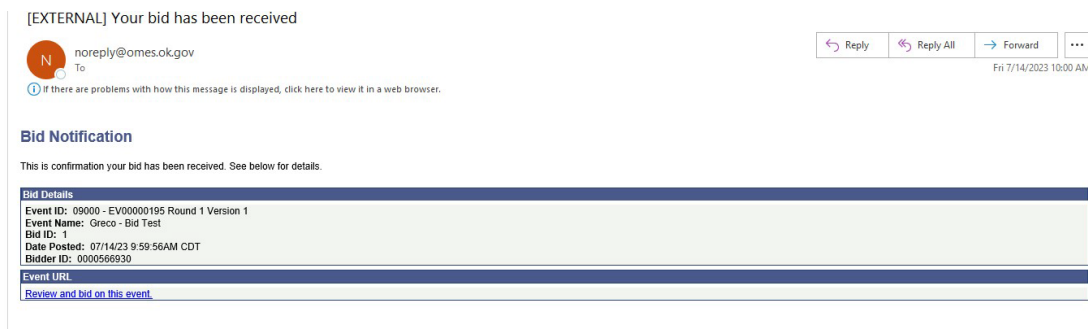 [EXTERNAL] Your bid has been received
N
noreply@omes.ok.gov
To
Reply
Reply All
Forward
...
Fri 7/14/2023 10:00 AM
If there are problems with how this message is displayed, click here to view it in a web browser.
Bid Notification
This is confirmation your bid has been received. See below for details.
Bid Details
Event ID: 09000 - EV00000195 Round 1 Version 1
Event Name: Greco - Bid Test
Bid ID: 1
Date Posted: 07/14/23 9:59:56AM CDT
Bidder ID: 0000566930
Event URL
Review and bid on this event.